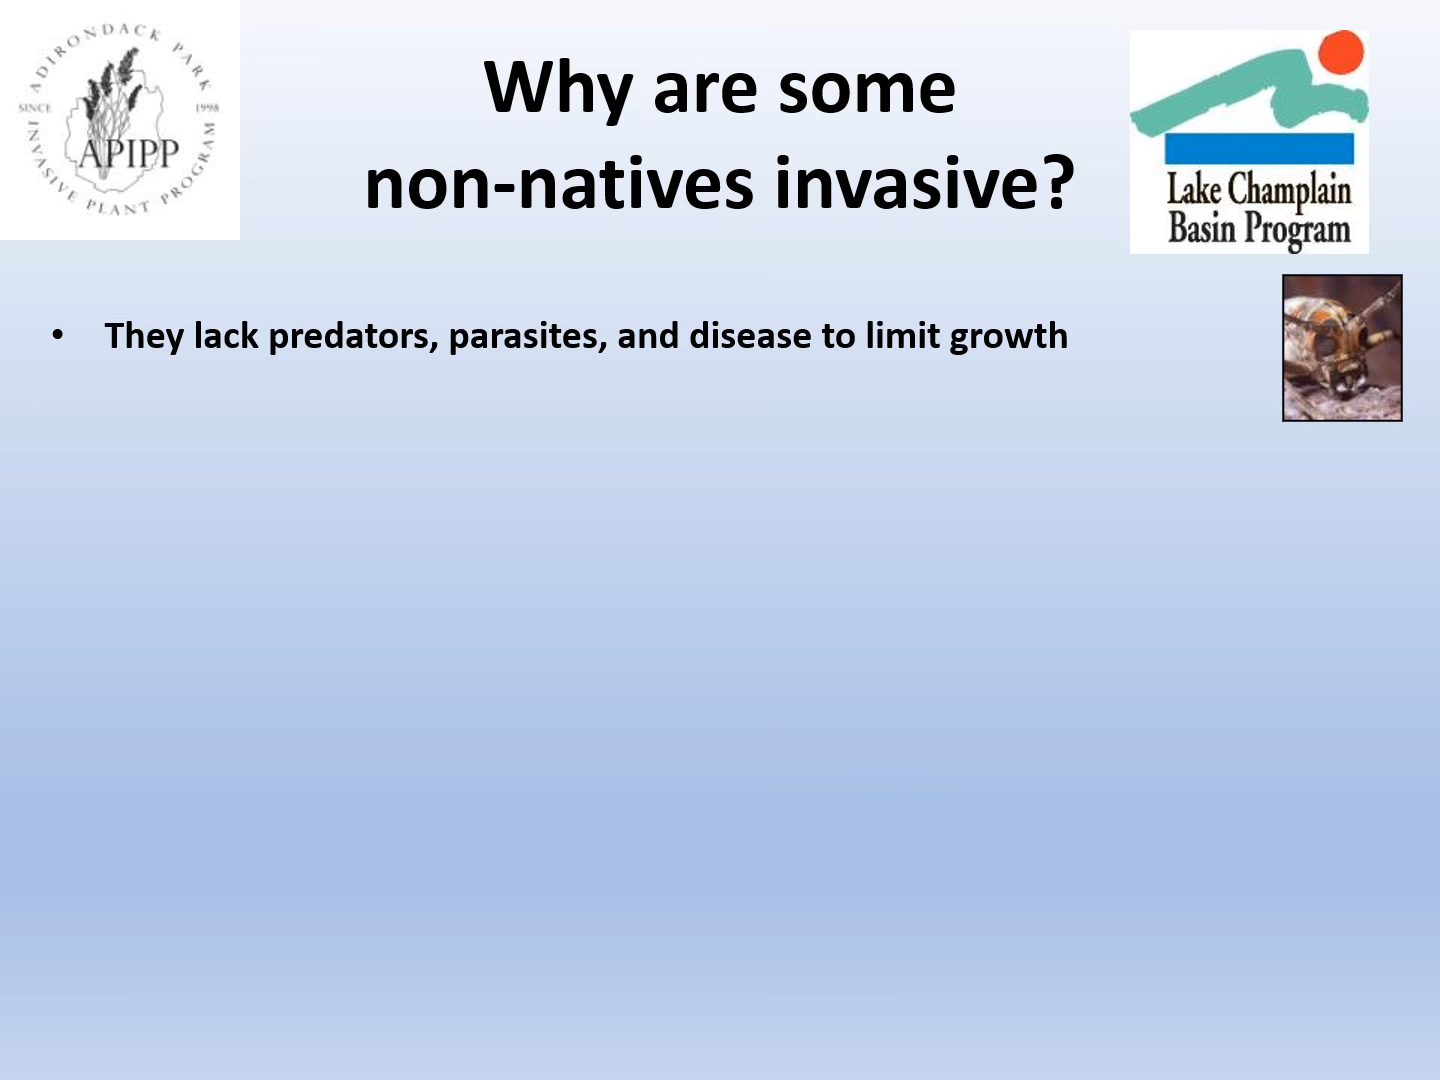 ADIRONDACK PARK
SINCE 1998
APIPP
INVASIVE PLANT PROGRAM
Why are some
non-natives invasive?
Lake Champlain
Basin Program
• They lack predators, parasites, and disease to limit growth